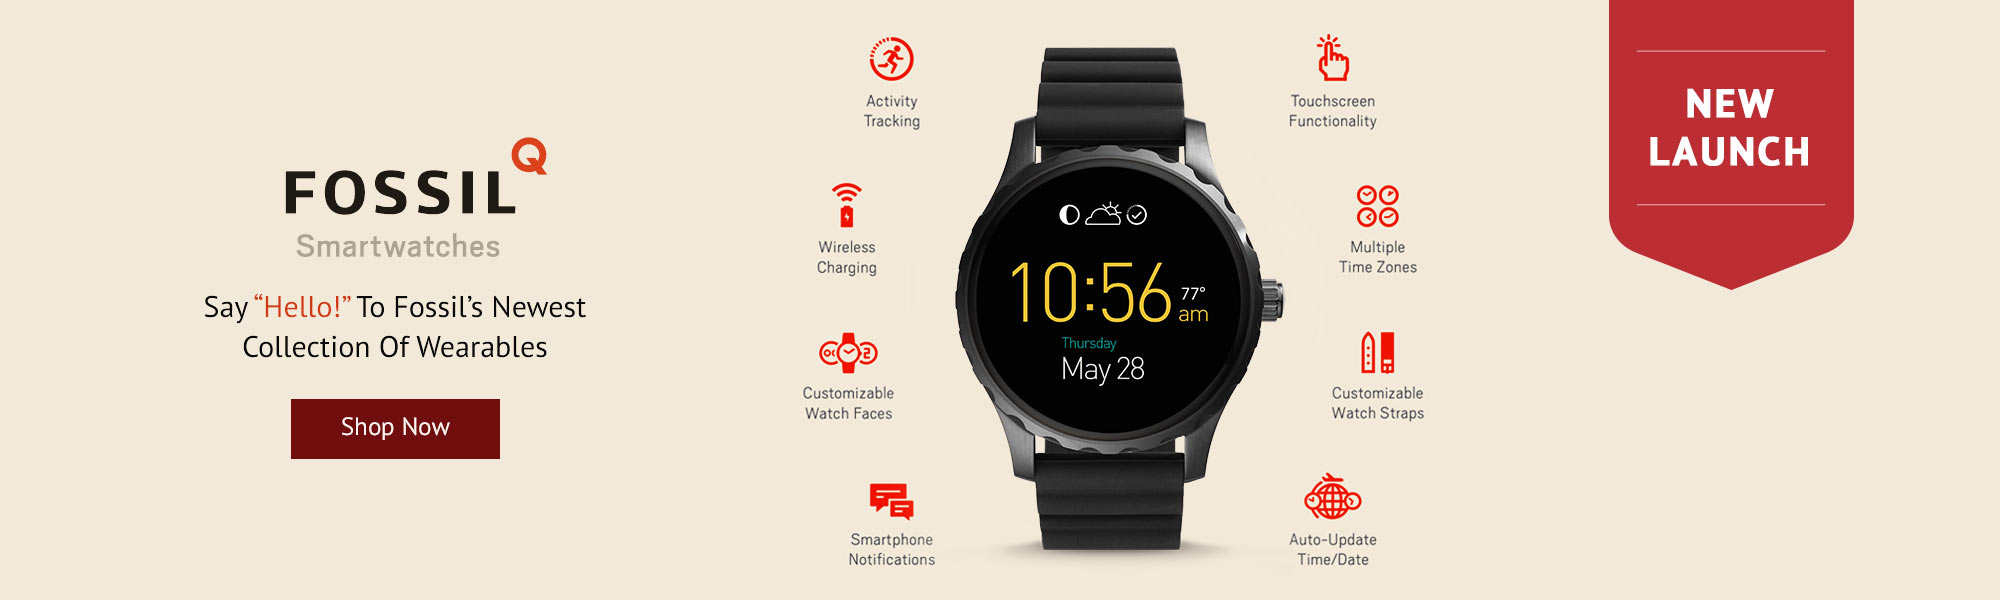 FOSSIL Q
Smartwatches
Say “Hello!” To Fossil’s Newest
Collection Of Wearables
Shop Now
Activity
Tracking
Wireless
Charging
Customizable
Watch Faces
Smartphone
Notifications
10:56 77°
am
Thursday
May 28
Touchscreen
Functionality
Multiple
Time Zones
Customizable
Watch Straps
Auto-Update
Time/Date
NEW
LAUNCH